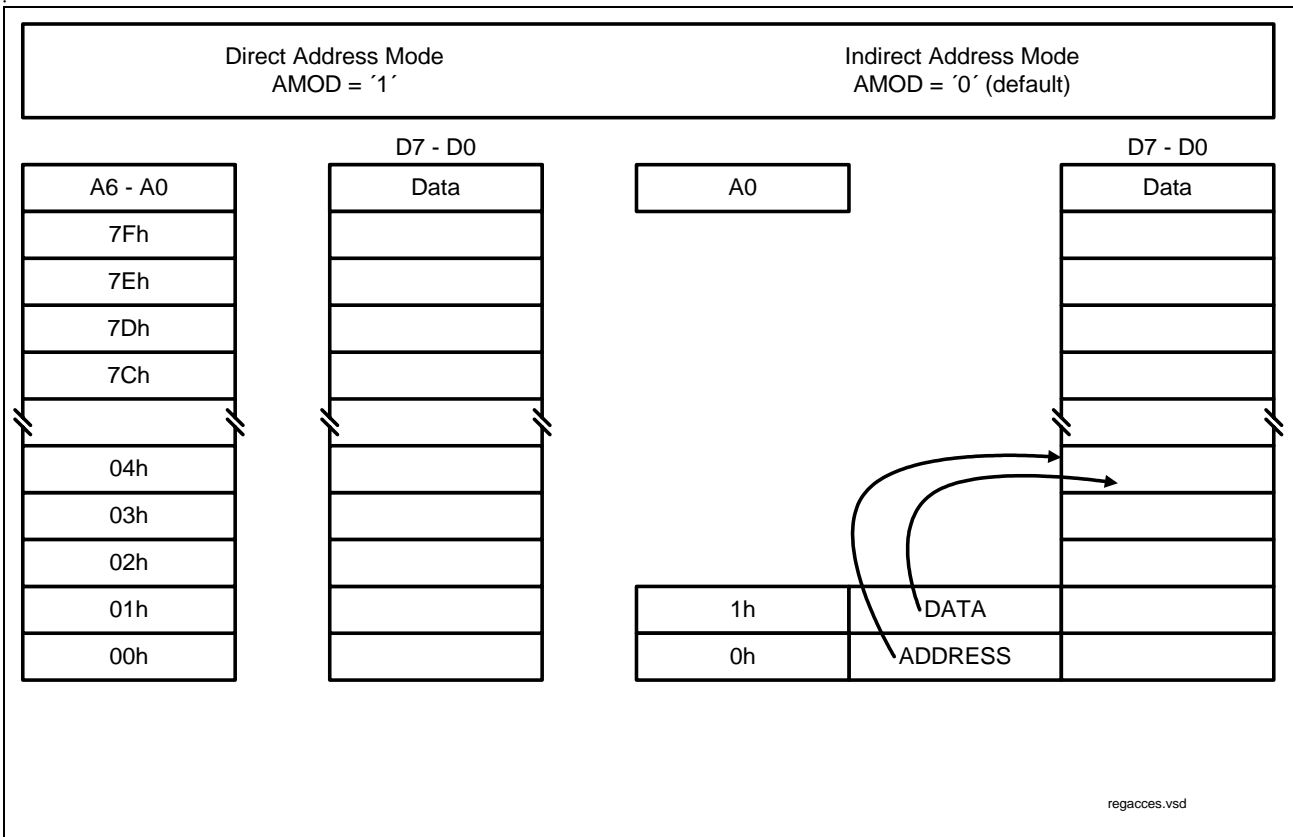 Direct Address Mode
AMOD = ´1´
Indirect Address Mode
AMOD = ´0´ (default)
D7 - D0
D7 - D0
A6 - A0
Data
A0
Data
7Fh
7Eh
7Dh
7Ch
04h
03h
02h
01h
1h
DATA
00h
0h
ADDRESS
regacces.vsd